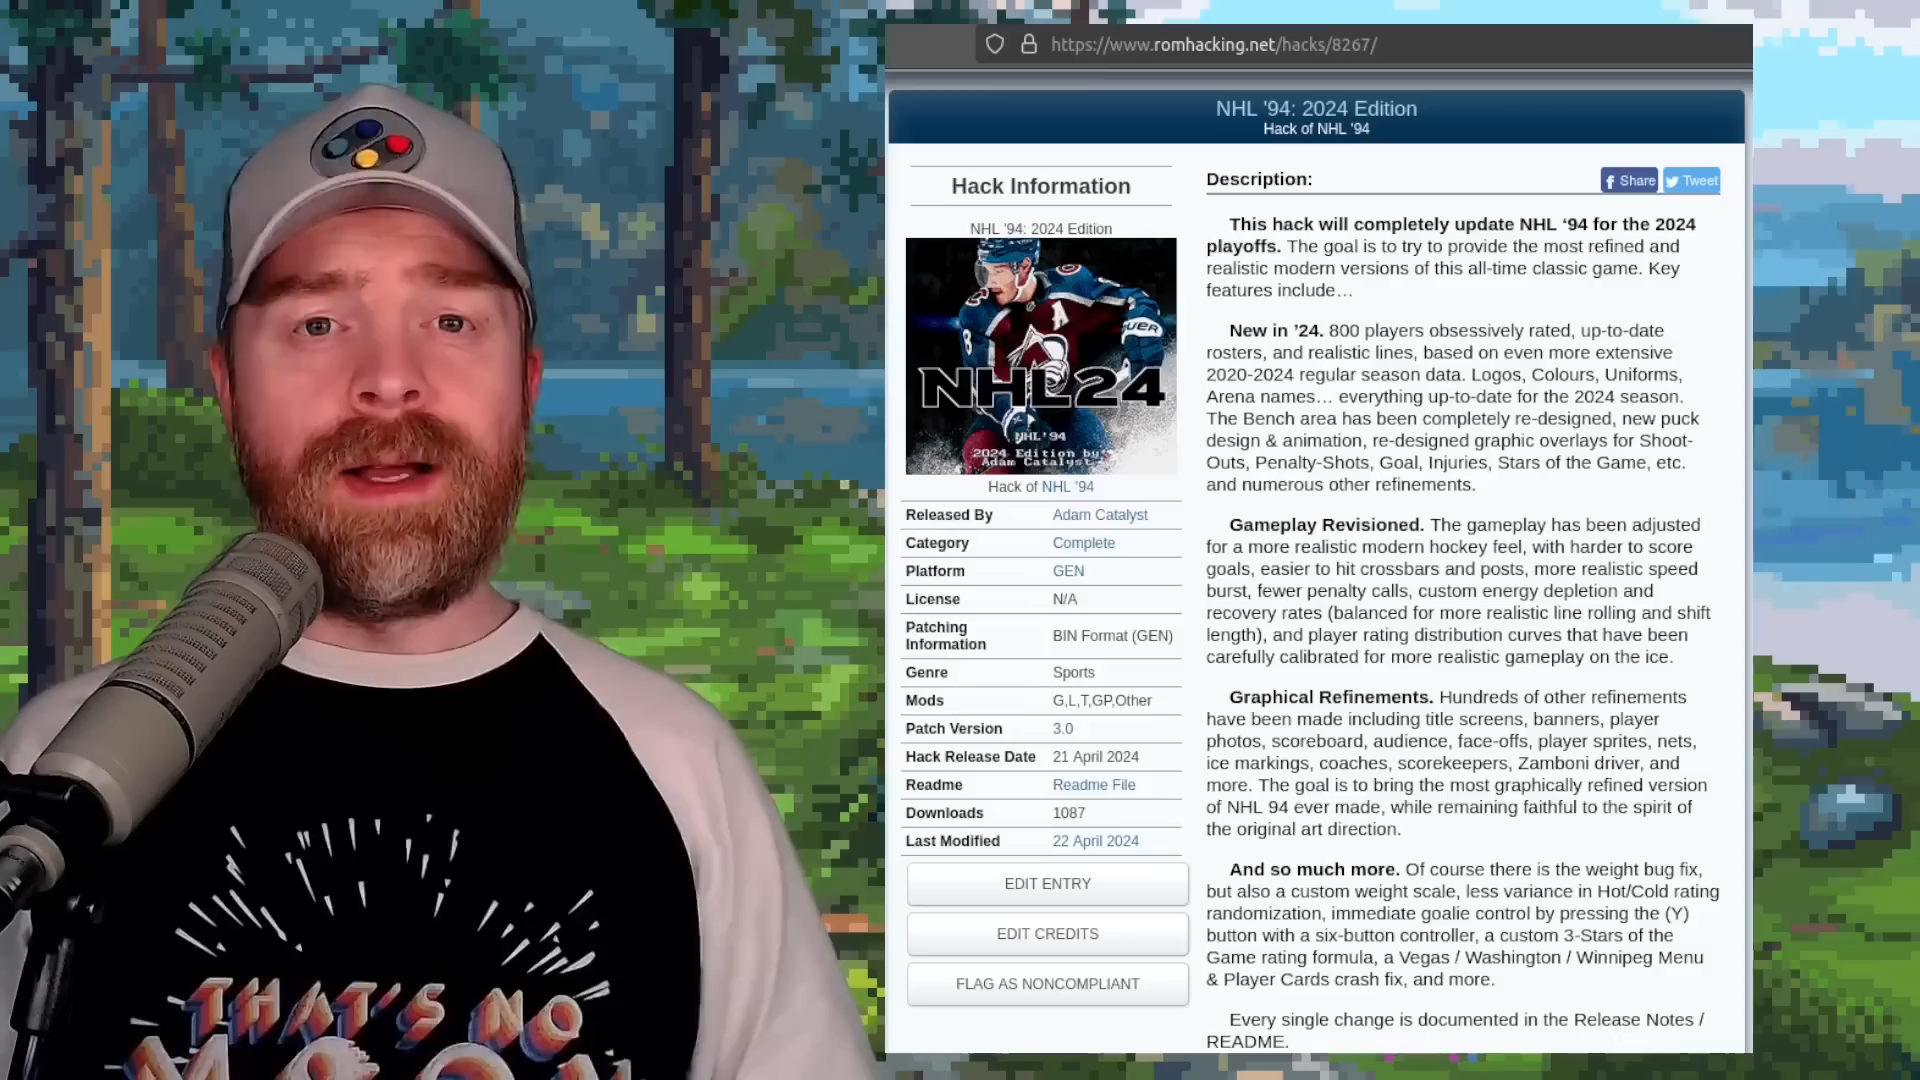 https://www.romhacking.net/hacks/8267/
NHL '94: 2024 Edition
Hack of NHL '94
Hack Information
NHL '94: 2024 Edition
8
A
UER
NHL24
NHL'94
2024 Edition by
Adam Catalyst
Hack of NHL '94
Released By Adam Catalyst
Category Complete
Platform GEN
License N/A
Patching Information BIN Format (GEN)
Genre Sports
Mods G,L,T,GP,Other
Patch Version 3.0
Hack Release Date 21 April 2024
Readme Readme File
Downloads 1087
Last Modified 22 April 2024
EDIT ENTRY
EDIT CREDITS
FLAG AS NONCOMPLIANT
Description:
Share
Tweet
This hack will completely update NHL ‘94 for the 2024
playoffs. The goal is to try to provide the most refined and
realistic modern versions of this all-time classic game. Key
features include…
New in ’24. 800 players obsessively rated, up-to-date
rosters, and realistic lines, based on even more extensive
2020-2024 regular season data. Logos, Colours, Uniforms,
Arena names… everything up-to-date for the 2024 season.
The Bench area has been completely re-designed, new puck
design & animation, re-designed graphic overlays for Shoot-
Outs, Penalty-Shots, Goal, Injuries, Stars of the Game, etc.
and numerous other refinements.
Gameplay Revisioned. The gameplay has been adjusted
for a more realistic modern hockey feel, with harder to score
goals, easier to hit crossbars and posts, more realistic speed
burst, fewer penalty calls, custom energy depletion and
recovery rates (balanced for more realistic line rolling and shift
length), and player rating distribution curves that have been
carefully calibrated for more realistic gameplay on the ice.
Graphical Refinements. Hundreds of other refinements
have been made including title screens, banners, player
photos, scoreboard, audience, face-offs, player sprites, nets,
ice markings, coaches, scorekeepers, Zamboni driver, and
more. The goal is to bring the most graphically refined version
of NHL 94 ever made, while remaining faithful to the spirit of
the original art direction.
And so much more. Of course there is the weight bug fix,
but also a custom weight scale, less variance in Hot/Cold rating
randomization, immediate goalie control by pressing the (Y)
button with a six-button controller, a custom 3-Stars of the
Game rating formula, a Vegas / Washington / Winnipeg Menu
& Player Cards crash fix, and more.
Every single change is documented in the Release Notes /
README.
THAT'S NO
MOON